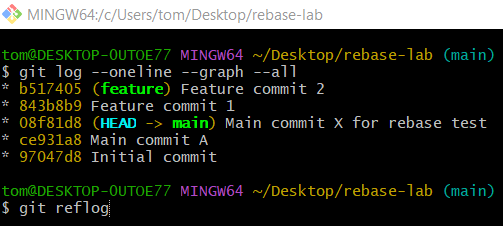 MINGW64:/c/Users/tom/Desktop/rebase-lab
tom@DESKTOP-OUTOE77 MINGW64 ~/Desktop/rebase-lab (main)
$ git log --oneline --graph --all
* b517405 (feature) Feature commit 2
* 843b8b9 Feature commit 1
* 08f81d8 (HEAD -> main) Main commit X for rebase test
* ce931a8 Main commit A
* 97047d8 Initial commit
tom@DESKTOP-OUTOE77 MINGW64 ~/Desktop/rebase-lab (main)
$ git reflog